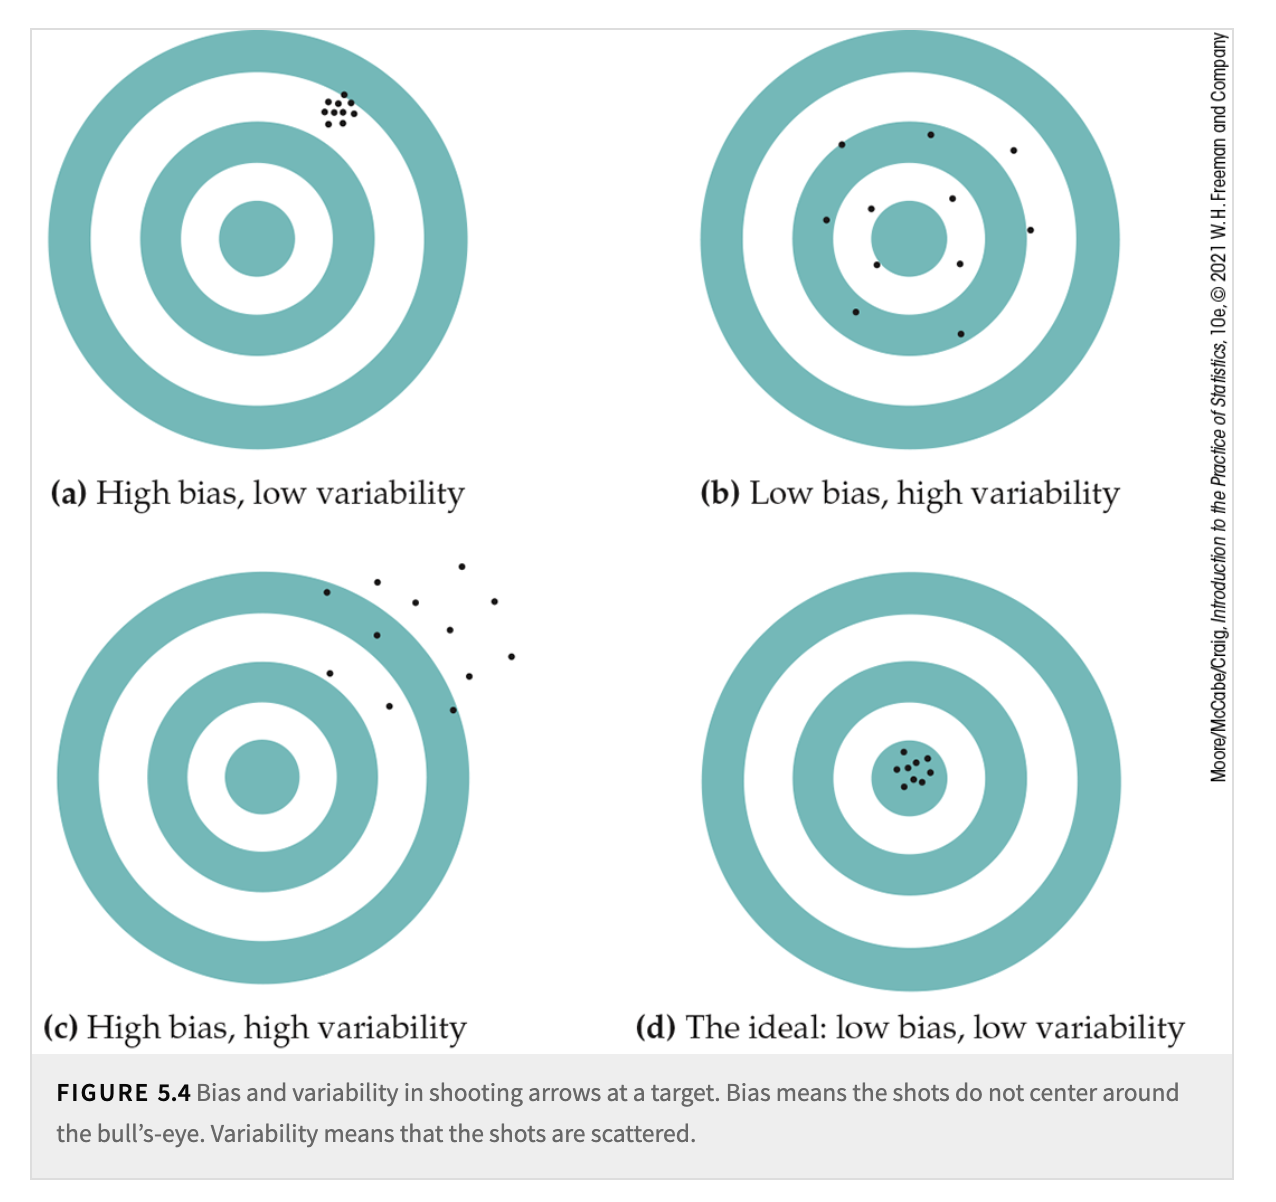 (a) High bias, low variability
(b) Low bias, high variability
(c) High bias, high variability
(d) The ideal: low bias, low variability
Moore/McCabe/Craig, Introduction to the Practice of Statistics, 10e, © 2021 W. H. Freeman and Company
FIGURE 5.4 Bias and variability in shooting arrows at a target. Bias means the shots do not center around
the bull’s-eye. Variability means that the shots are scattered.